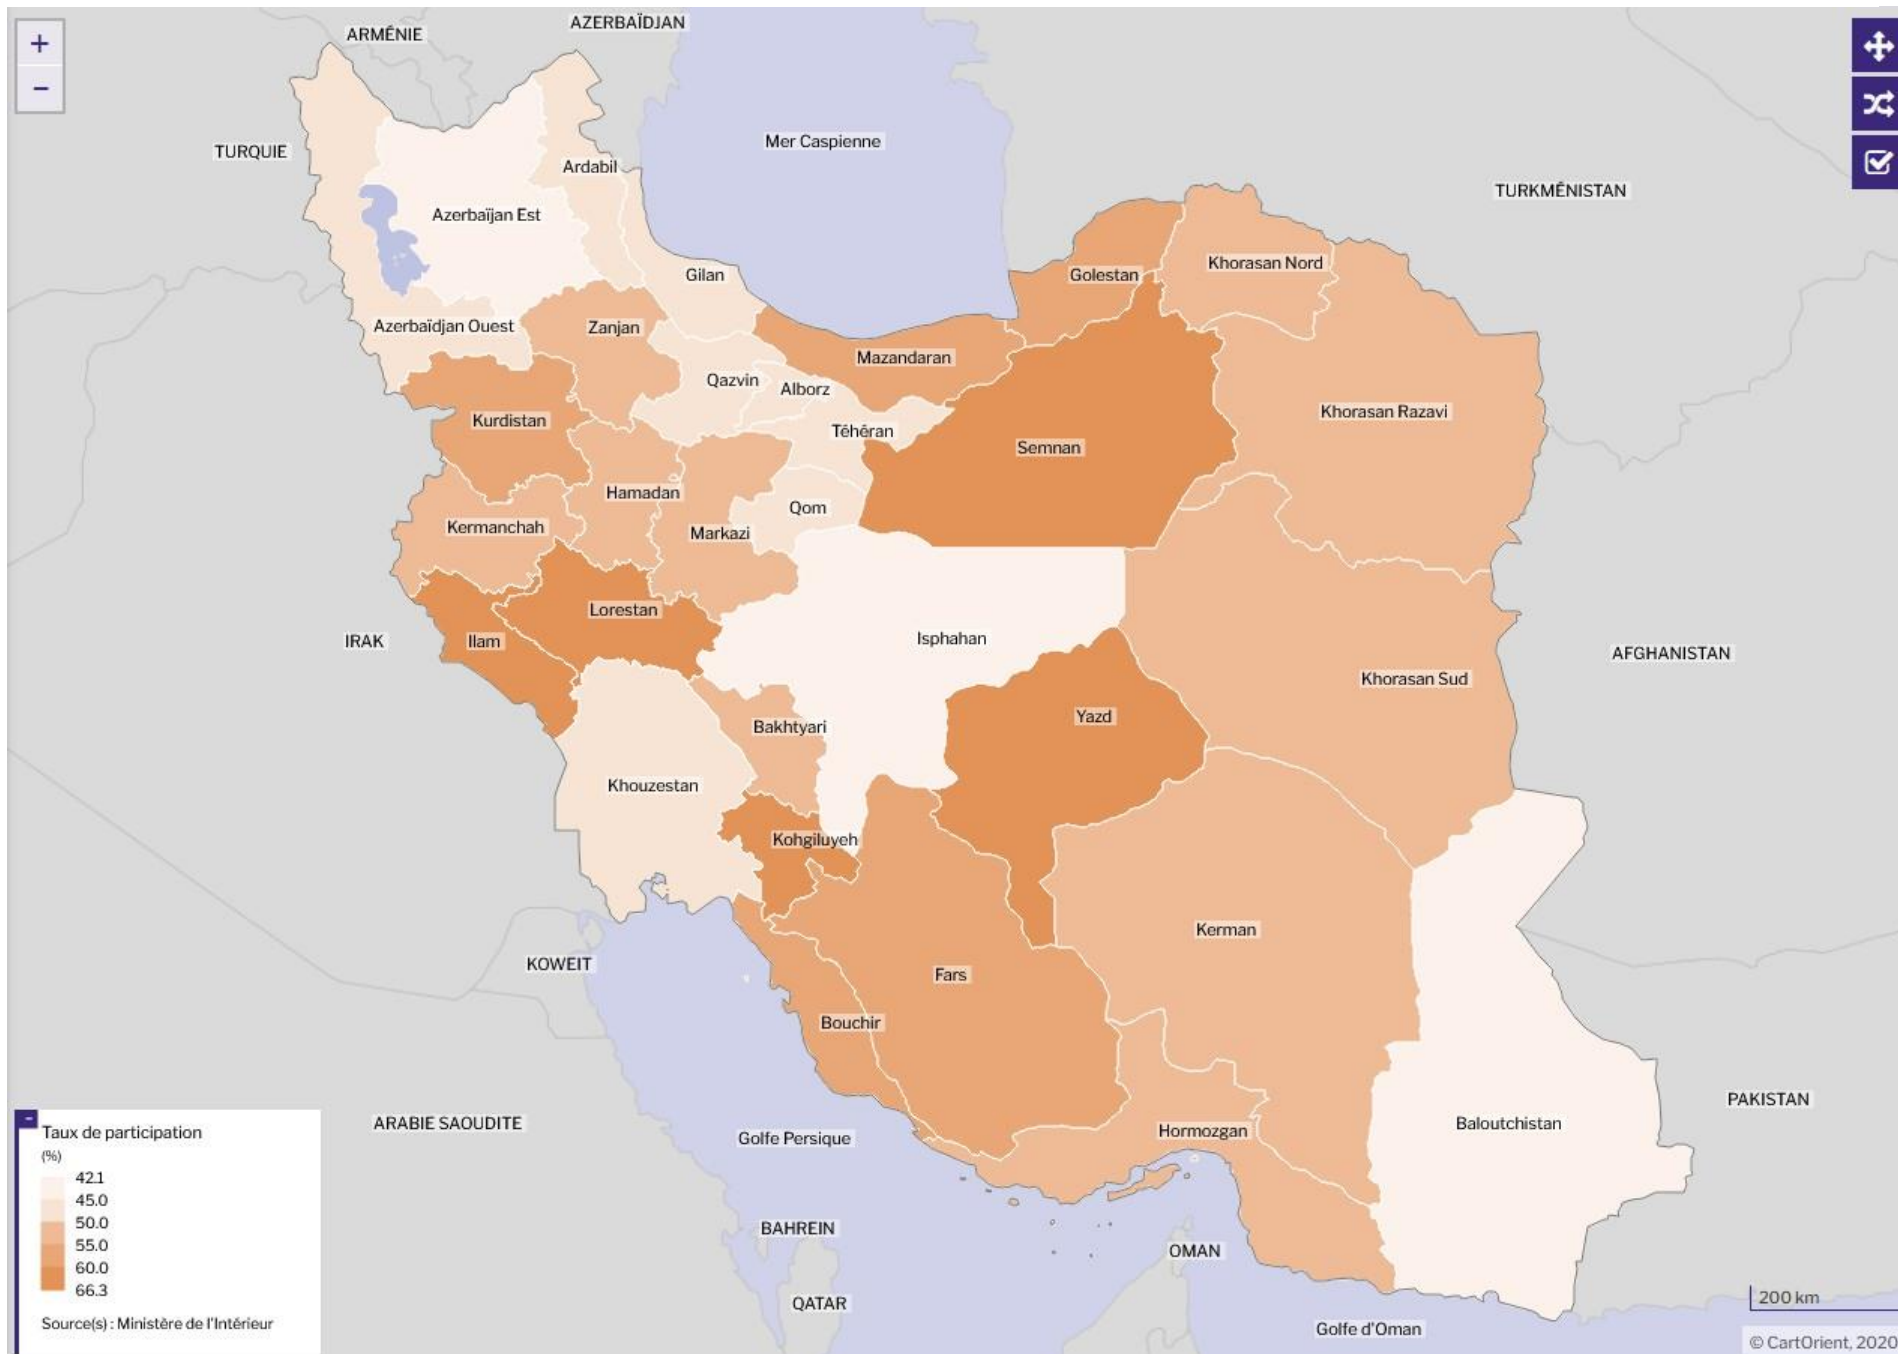 +
−
ARMÉNIE
AZERBAÏDJAN
TURQUIE
Mer Caspienne
TURKMÉNISTAN
Ardabil
Azerbaïjan Est
Gilan
Golestan
Khorasan Nord
Azerbaïdjan Ouest
Zanjan
Mazandaran
Qazvin
Alborz
Khorasan Razavi
Kurdistan
Téhéran
Semnan
Hamadan
Qom
Kermanchah
Markazi
Lorestan
IRAK
Ilam
Isphahan
AFGHANISTAN
Khorasan Sud
Yazd
Bakhtyari
Khouzestan
Kohgiluyeh
Kerman
KOWEIT
Fars
Bouchir
ARABIE SAOUDITE
Golfe Persique
Hormozgan
Baloutchistan
PAKISTAN
BAHREIN
OMAN
QATAR
Golfe d'Oman
−
Taux de participation
(%)
42.1
45.0
50.0
55.0
60.0
66.3
Source(s) : Ministère de l'Intérieur
200 km
© CartOrient, 2020